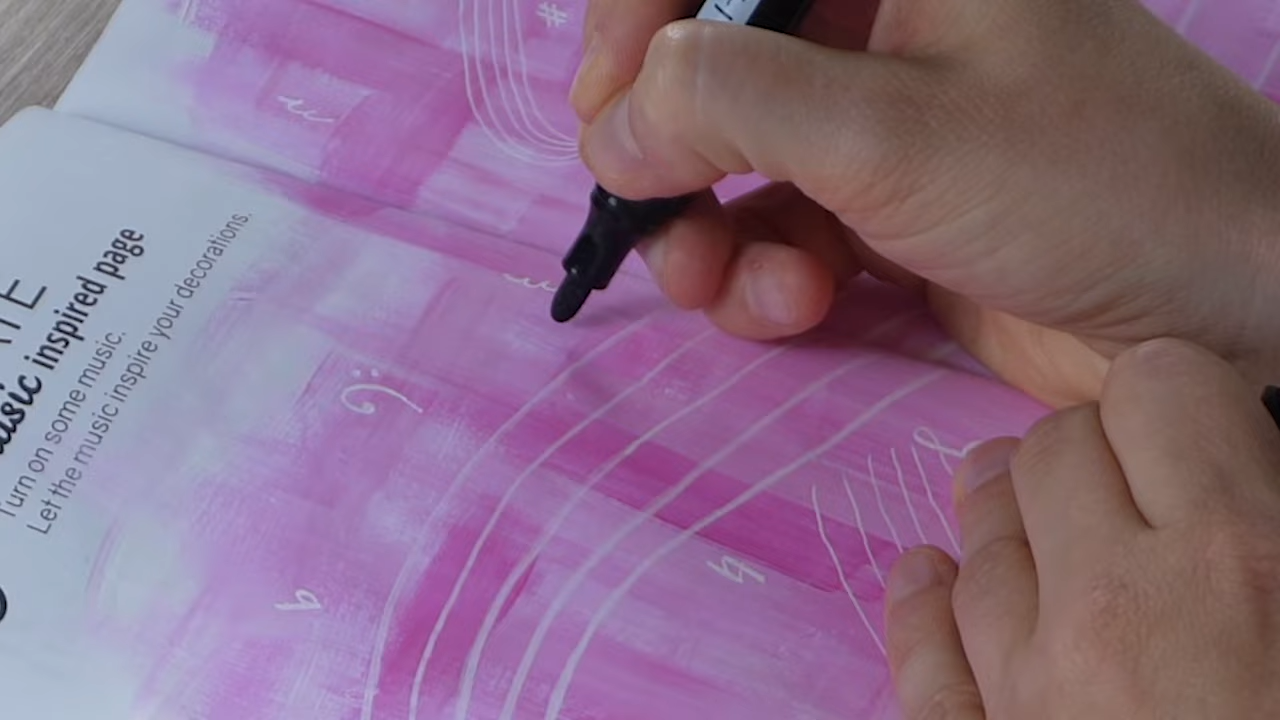 inspired page
Turn on some music.
Let the music inspire your decorations.